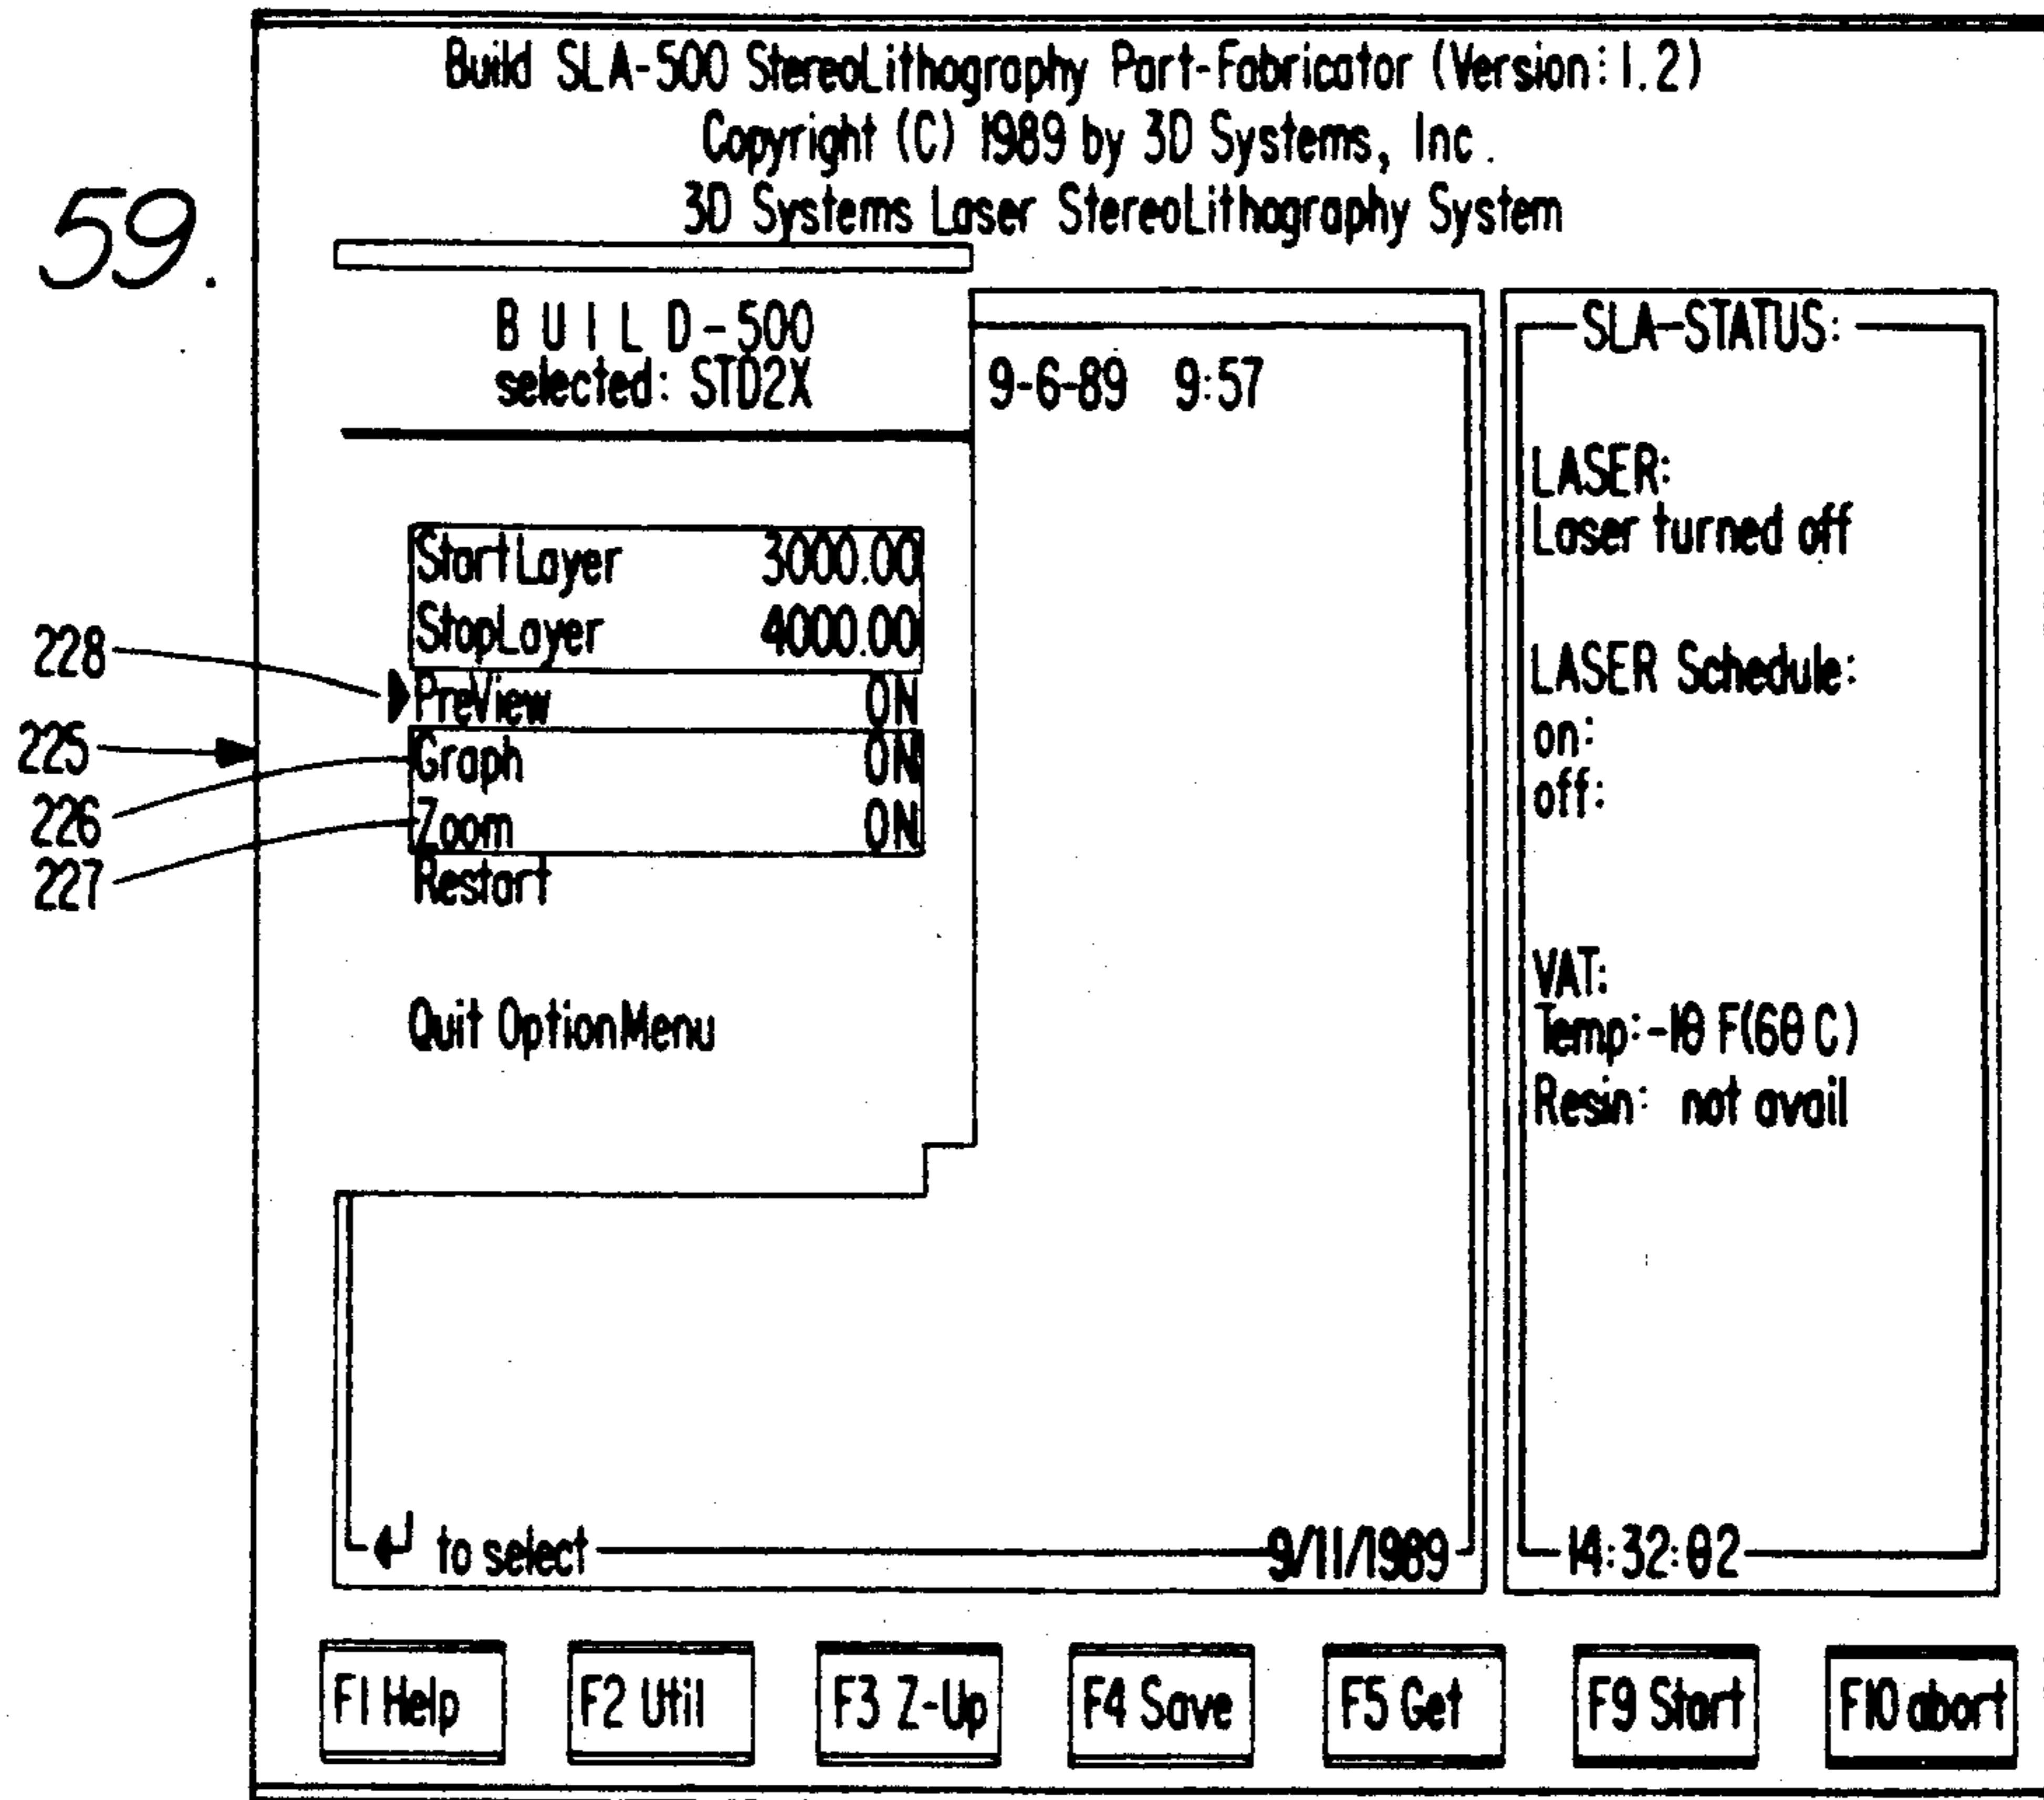 Build SLA-500 StereoLithography Part-Fabricator (Version: 1.2)
Copyright (C) 1989 by 3D Systems, Inc.
3D Systems Laser StereoLithography System
59.
BUILD-500
selected: STD2X
9-6-89 9:57
StartLayer 3000.00
StopLayer 4000.00
PreView ON
Graph ON
Zoom ON
Restart
Quit OptionMenu
228
225
226
227
to select
9/11/1989
SLA-STATUS:
LASER:
Laser turned off
LASER Schedule:
on:
off:
VAT:
Temp:-18 F(60 C)
Resin: not avail
14:32:02
F1 Help
F2 Util
F3 Z-Up
F4 Save
F5 Get
F9 Start
F10 abort